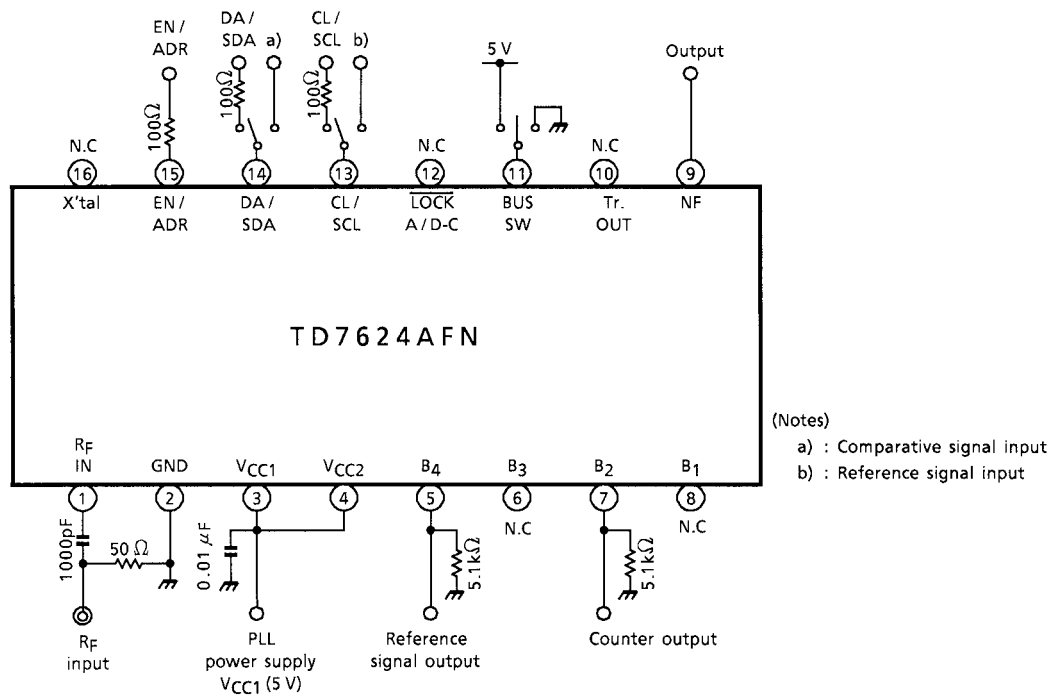 EN / ADR
DA / SDA a)
CL / SCL b)
5 V
Output
100Ω
100Ω
100Ω
N.C
N.C
N.C
16
15
14
13
12
11
10
9
X'tal
EN / ADR
DA / SDA
CL / SCL
LOCK A / D-C
BUS SW
Tr. OUT
NF
TD7624AFN
(Notes)
a) : Comparative signal input
b) : Reference signal input
RF IN
GND
VCC1
VCC2
B4
B3
B2
B1
1
2
3
4
5
6
7
8
N.C
N.C
1000pF
50 Ω
0.01 μF
5.1kΩ
5.1kΩ
RF input
PLL power supply VCC1 (5 V)
Reference signal output
Counter output